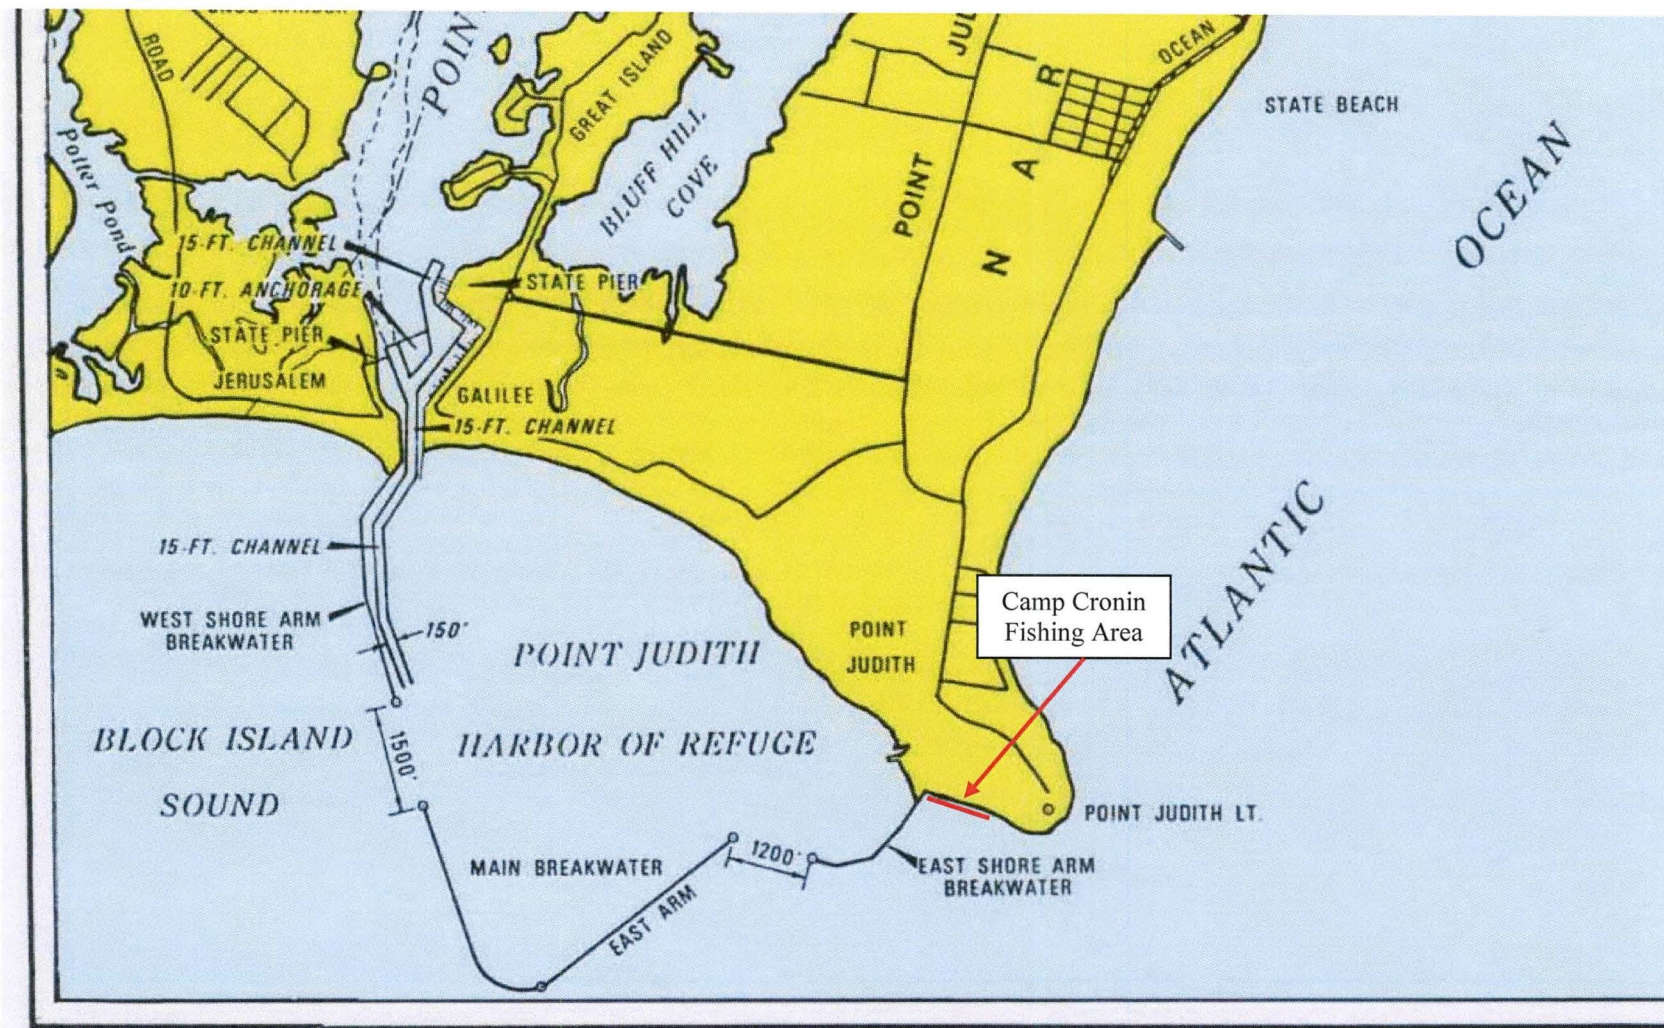 ROAD
POIN
GREAT ISLAND
JUL
OCEAN
R
STATE BEACH
Potter Pond
BLUFF HILL
COVE
POINT
A
N
OCEAN
15-FT. CHANNEL
10-FT. ANCHORAGE
STATE PIER
STATE PIER
JERUSALEM
GALILEE
15-FT. CHANNEL
15-FT. CHANNEL
WEST SHORE ARM
BREAKWATER
150'
POINT JUDITH
HARBOR OF REFUGE
POINT
JUDITH
Camp Cronin
Fishing Area
ATLANTIC
BLOCK ISLAND
SOUND
1500'
MAIN BREAKWATER
EAST ARM
1200'
EAST SHORE ARM
BREAKWATER
POINT JUDITH LT.